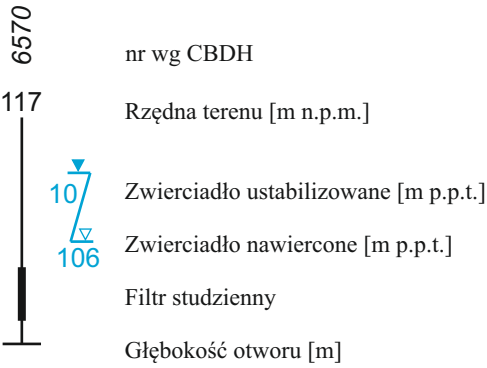 6570
nr wg CBDH
117
Rzędna terenu [m n.p.m.]
10
Zwierciadło ustabilizowane [m p.p.t.]
106
Zwierciadło nawiercone [m p.p.t.]
Filtr studzienny
Głębokość otworu [m]